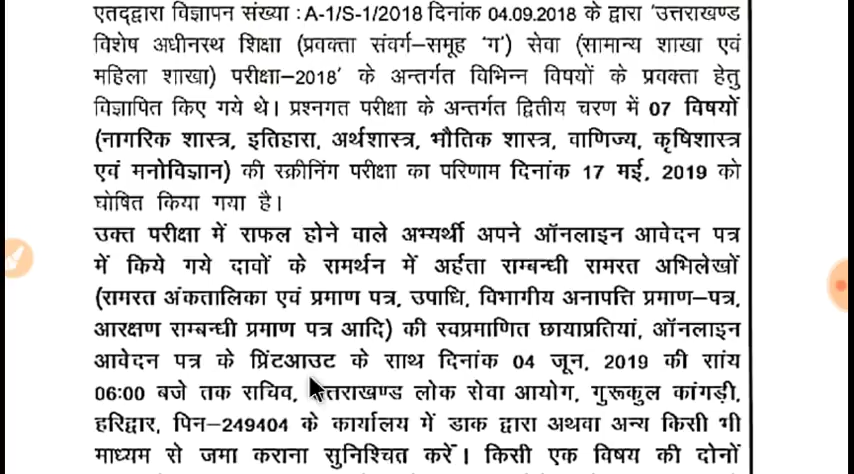 एतद्द्वारा विज्ञापन संख्या : A-1/S-1/2018 दिनांक 04.09.2018 के द्वारा 'उत्तराखण्ड
विशेष अधीनस्थ शिक्षा (प्रवक्ता संवर्ग-समूह 'ग') सेवा (सामान्य शाखा एवं
महिला शाखा) परीक्षा-2018' के अन्तर्गत विभिन्न विषयों के प्रवक्ता हेतु
विज्ञापित किए गये थे। प्रश्नगत परीक्षा के अन्तर्गत द्वितीय चरण में 07 विषयों
(नागरिक शास्त्र, इतिहास, अर्थशास्त्र, भौतिक शास्त्र, वाणिज्य, कृषिशास्त्र
एवं मनोविज्ञान) की स्क्रीनिंग परीक्षा का परिणाम दिनांक 17 मई, 2019 को
घोषित किया गया है।
उक्त परीक्षा में सफल होने वाले अभ्यर्थी अपने ऑनलाइन आवेदन पत्र
में किये गये दावों के समर्थन में अर्हता सम्बन्धी समस्त अभिलेखों
(समस्त अंकतालिका एवं प्रमाण पत्र, उपाधि, विभागीय अनापत्ति प्रमाण-पत्र,
आरक्षण सम्बन्धी प्रमाण पत्र आदि) की स्वप्रमाणित छायाप्रतियां, ऑनलाइन
आवेदन पत्र के प्रिंटआउट के साथ दिनांक 04 जून, 2019 की सांय
06:00 बजे तक सचिव, उत्तराखण्ड लोक सेवा आयोग, गुरूकुल कांगड़ी,
हरिद्वार, पिन-249404 के कार्यालय में डाक द्वारा अथवा अन्य किसी भी
माध्यम से जमा कराना सुनिश्चित करें। किसी एक विषय की दोनों